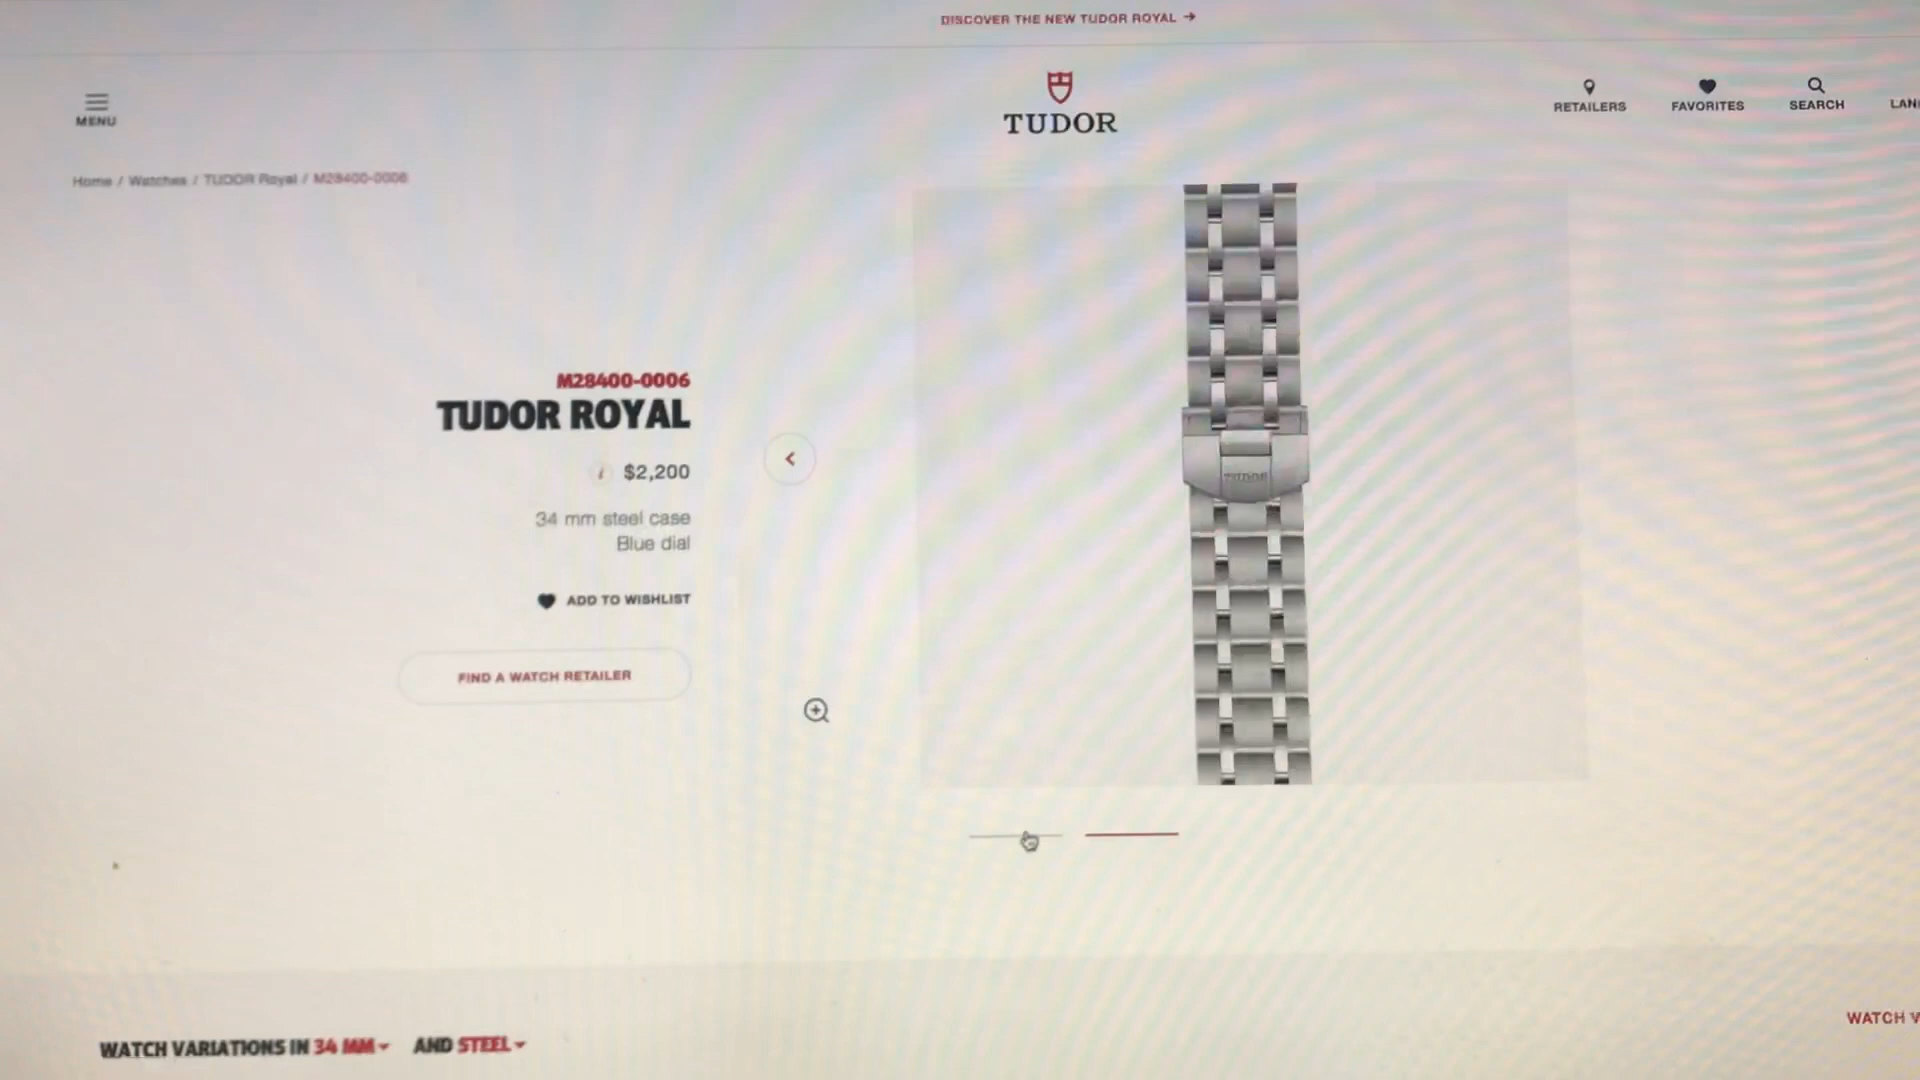 DISCOVER THE NEW TUDOR ROYAL →
MENU
TUDOR
RETAILERS
FAVORITES
SEARCH
Home / Watches / TUDOR Royal / M28400-0006
M28400-0006
TUDOR ROYAL
i $2,200
34 mm steel case
Blue dial
ADD TO WISHLIST
FIND A WATCH RETAILER
TUDOR
WATCH
WATCH VARIATIONS IN 34 MM AND STEEL